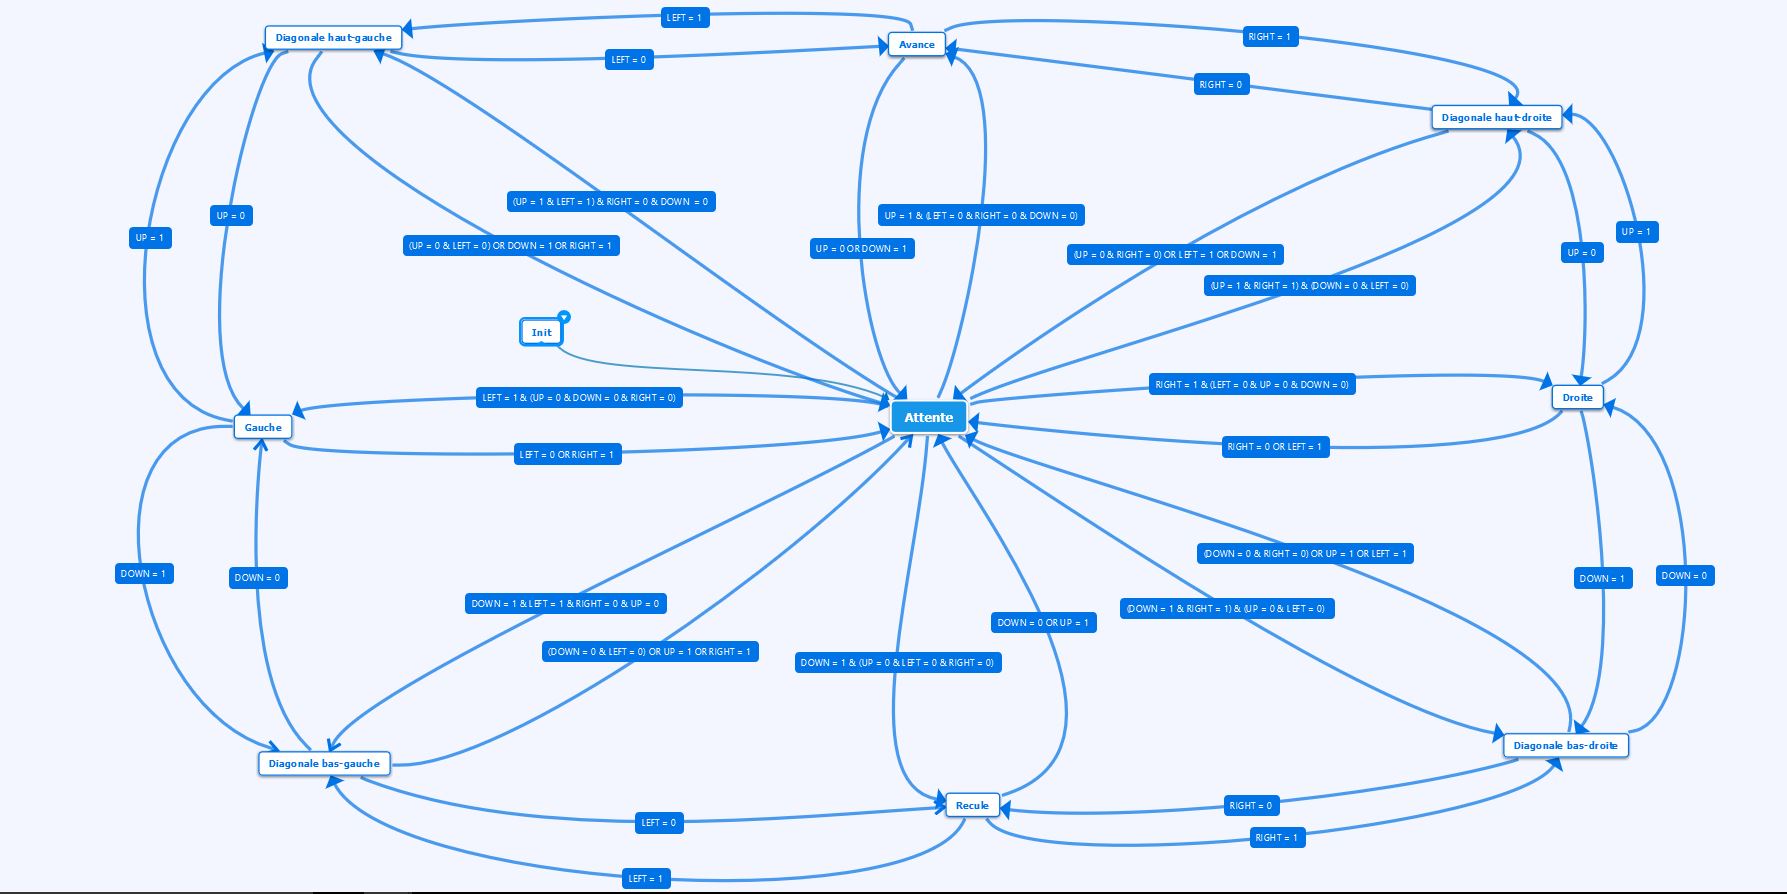 LEFT = 1
Diagonale haut-gauche
Avance
RIGHT = 1
LEFT = 0
RIGHT = 0
Diagonale haut-droite
(UP = 1 & LEFT = 1) & RIGHT = 0 & DOWN = 0
UP = 0
UP = 1 & (LEFT = 0 & RIGHT = 0 & DOWN = 0)
UP = 1
UP = 1
(UP = 0 & LEFT = 0) OR DOWN = 1 OR RIGHT = 1
UP = 0 OR DOWN = 1
(UP = 0 & RIGHT = 0) OR LEFT = 1 OR DOWN = 1
UP = 0
(UP = 1 & RIGHT = 1) & (DOWN = 0 & LEFT = 0)
Init
RIGHT = 1 & (LEFT = 0 & UP = 0 & DOWN = 0)
LEFT = 1 & (UP = 0 & DOWN = 0 & RIGHT = 0)
Droite
Attente
Gauche
RIGHT = 0 OR LEFT = 1
LEFT = 0 OR RIGHT = 1
(DOWN = 0 & RIGHT = 0) OR UP = 1 OR LEFT = 1
DOWN = 1
DOWN = 0
DOWN = 1
DOWN = 0
DOWN = 1 & LEFT = 1 & RIGHT = 0 & UP = 0
(DOWN = 1 & RIGHT = 1) & (UP = 0 & LEFT = 0)
DOWN = 0 OR UP = 1
(DOWN = 0 & LEFT = 0) OR UP = 1 OR RIGHT = 1
DOWN = 1 & (UP = 0 & LEFT = 0 & RIGHT = 0)
Diagonale bas-droite
Diagonale bas-gauche
Recule
RIGHT = 0
LEFT = 0
RIGHT = 1
LEFT = 1